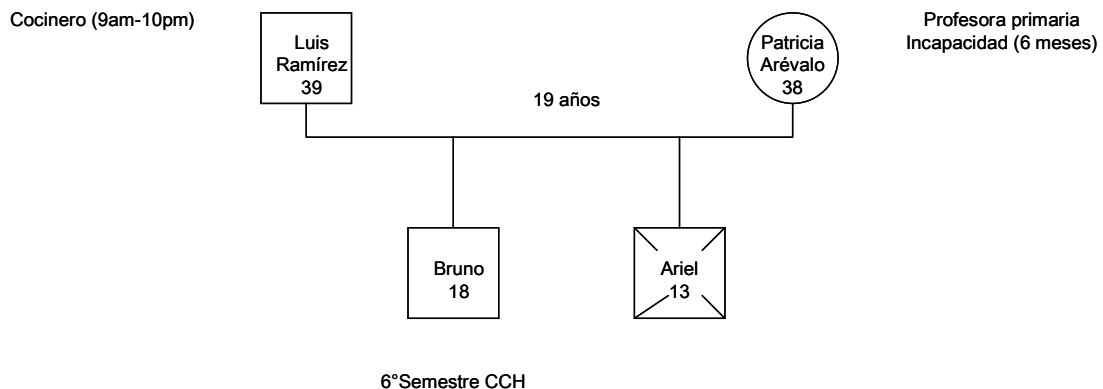 Cocinero (9am-10pm)
Luis
Ramírez
39
19 años
Patricia
Arévalo
38
Profesora primaria
Incapacidad (6 meses)
Bruno
18
Ariel
13
6°Semestre CCH